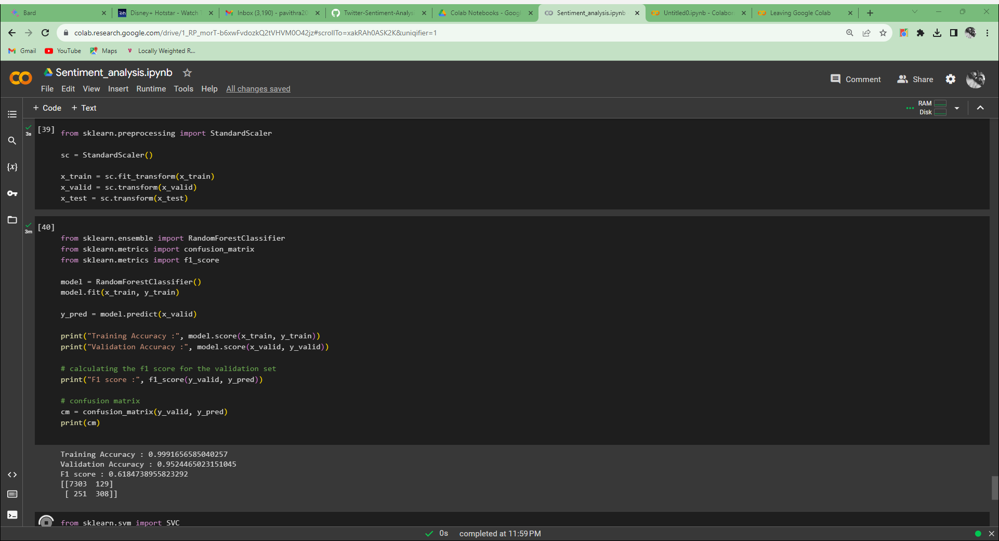 Bard
Disney+ Hotstar - Watch T
Inbox (3,190) - pavithra20
Twitter-Sentiment-Analys
Colab Notebooks - Googl
Sentiment_analysis.ipynb
Untitled0.ipynb - Colabor
Leaving Google Colab
colab.research.google.com/drive/1_RP_morT-b6xwFvdozkQ2tVHVM0O42jz#scrollTo=xakRAh0ASK2K&uniqifier=1
Gmail YouTube Maps Locally Weighted R...
Sentiment_analysis.ipynb
Comment Share
File Edit View Insert Runtime Tools Help All changes saved
+ Code + Text
RAM
Disk
3s
[39] from sklearn.preprocessing import StandardScaler
sc = StandardScaler()
x_train = sc.fit_transform(x_train)
x_valid = sc.transform(x_valid)
x_test = sc.transform(x_test)
3m
[40]
from sklearn.ensemble import RandomForestClassifier
from sklearn.metrics import confusion_matrix
from sklearn.metrics import f1_score
model = RandomForestClassifier()
model.fit(x_train, y_train)
y_pred = model.predict(x_valid)
print("Training Accuracy :", model.score(x_train, y_train))
print("Validation Accuracy :", model.score(x_valid, y_valid))
# calculating the f1 score for the validation set
print("F1 score :", f1_score(y_valid, y_pred))
# confusion matrix
cm = confusion_matrix(y_valid, y_pred)
print(cm)
Training Accuracy : 0.9991656585040257
Validation Accuracy : 0.9524465023151045
F1 score : 0.6184738955823292
[[7303 129]
[ 251 308]]
from sklearn.svm import SVC
0s completed at 11:59 PM